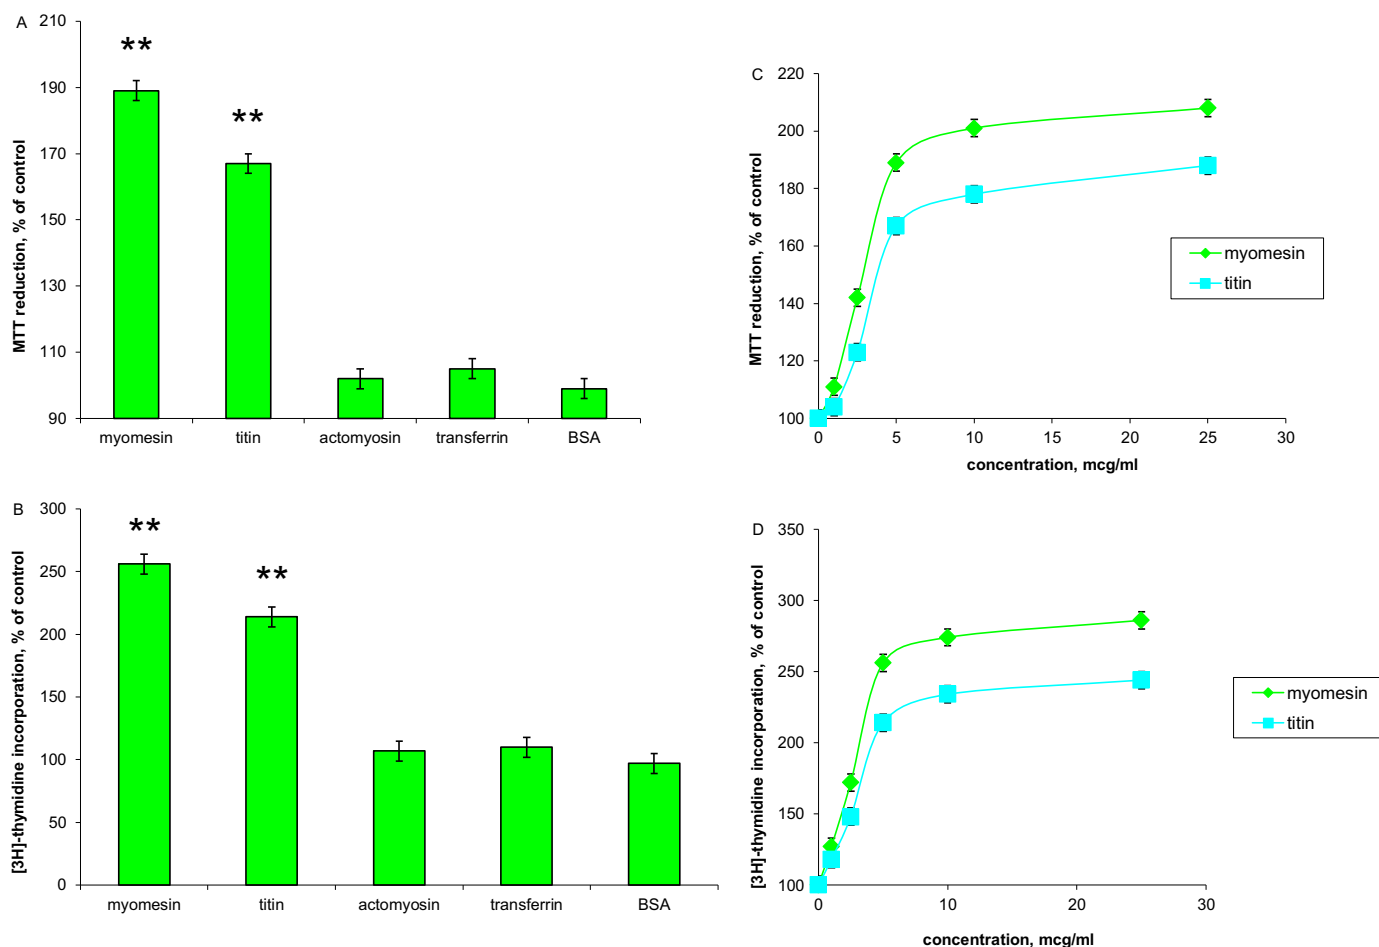 A
210
190
170
150
130
110
90
MTT reduction, % of control
**
**
myomesin titin actomyosin transferrin BSA
C
220
200
180
160
140
120
100
MTT reduction, % of control
0 5 10 15 20 25 30
concentration, mcg/ml
myomesin
titin
B
300
250
200
150
100
50
0
[3H]-thymidine incorporation, % of control
**
**
myomesin titin actomyosin transferrin BSA
D
350
300
250
200
150
100
[3H]-thymidine incorporation, % of control
0 10 20 30
concentration, mcg/ml
myomesin
titin